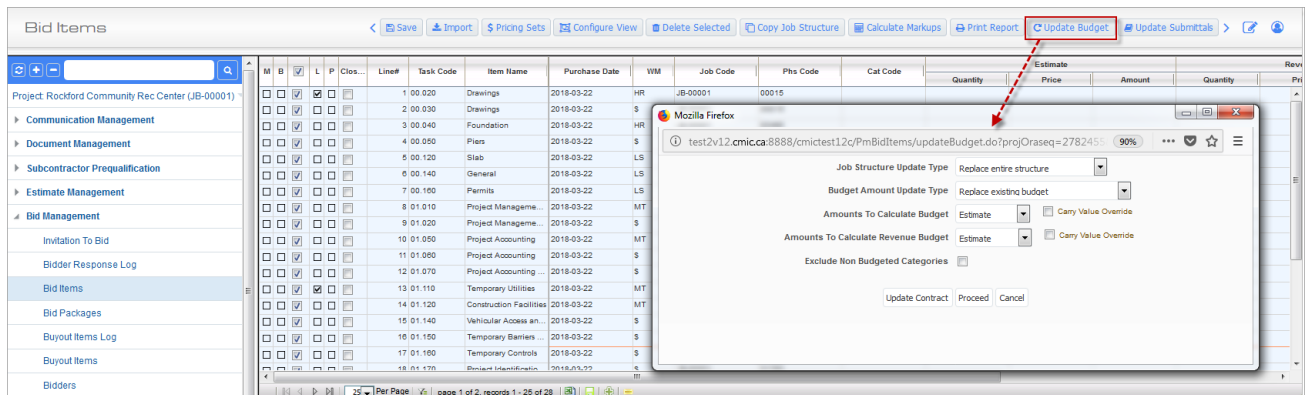 Bid Items
Save Import $ Pricing Sets Configure View Delete Selected Copy Job Structure Calculate Markups Print Report Update Budget Update Submittals
Project: Rockford Community Rec Center (JB-00001)
Communication Management
Document Management
Subcontractor Prequalification
Estimate Management
Bid Management
Invitation To Bid
Bidder Response Log
Bid Items
Bid Packages
Buyout Items Log
Buyout Items
Bidders
M B L P Clos... Line# Task Code Item Name Purchase Date WM Job Code Phs Code Cat Code Estimate Reve
Quantity Price Amount Quantity Pri
1 00.020 Drawings 2018-03-22 HR JB-00001 00015
2 00.030 Drawings 2018-03-22 $
3 00.040 Foundation 2018-03-22 HR
4 00.050 Piers 2018-03-22 $
5 00.120 Slab 2018-03-22 LS
6 00.140 General 2018-03-22 LS
7 00.160 Permits 2018-03-22 LS
8 01.010 Project Manageme... 2018-03-22 MT
9 01.020 Project Manageme... 2018-03-22 $
10 01.050 Project Accounting 2018-03-22 MT
11 01.060 Project Accounting 2018-03-22 $
12 01.070 Project Accounting ... 2018-03-22 $
13 01.110 Temporary Utilities 2018-03-22 MT
14 01.120 Construction Facilities 2018-03-22 MT
15 01.140 Vehicular Access an... 2018-03-22 $
16 01.150 Temporary Barriers ... 2018-03-22 $
17 01.160 Temporary Controls 2018-03-22 $
18 01.170 Project Identificatio... 2018-03-22 $
25 Per Page page 1 of 2, records 1 - 25 of 28
Mozilla Firefox
test2v12.cmic.ca:8888/cmictest12c/PmBidItems/updateBudget.do?projOraseq=2782455 90%
Job Structure Update Type Replace entire structure
Budget Amount Update Type Replace existing budget
Amounts To Calculate Budget Estimate Carry Value Override
Amounts To Calculate Revenue Budget Estimate Carry Value Override
Exclude Non Budgeted Categories
Update Contract Proceed Cancel